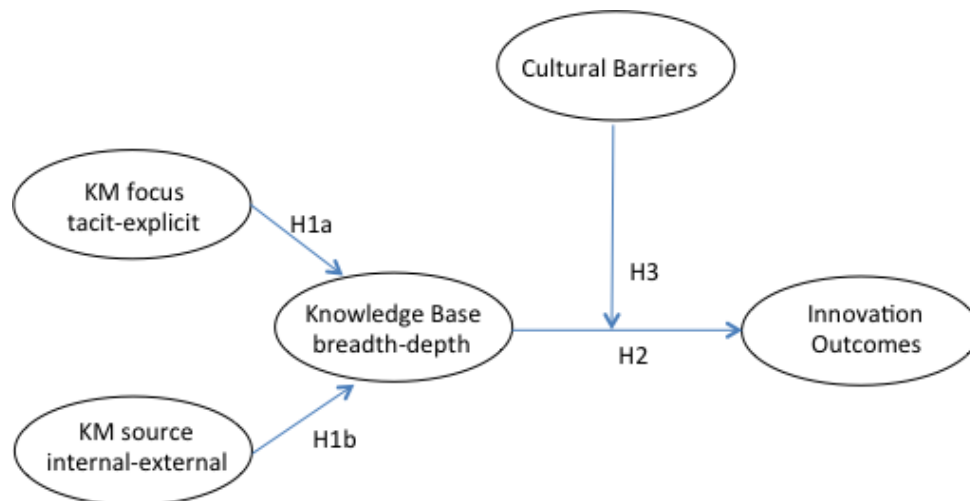 Cultural Barriers
KM focus
tacit-explicit
H1a
H3
Knowledge Base
breadth-depth
Innovation
Outcomes
H2
KM source
internal-external
H1b